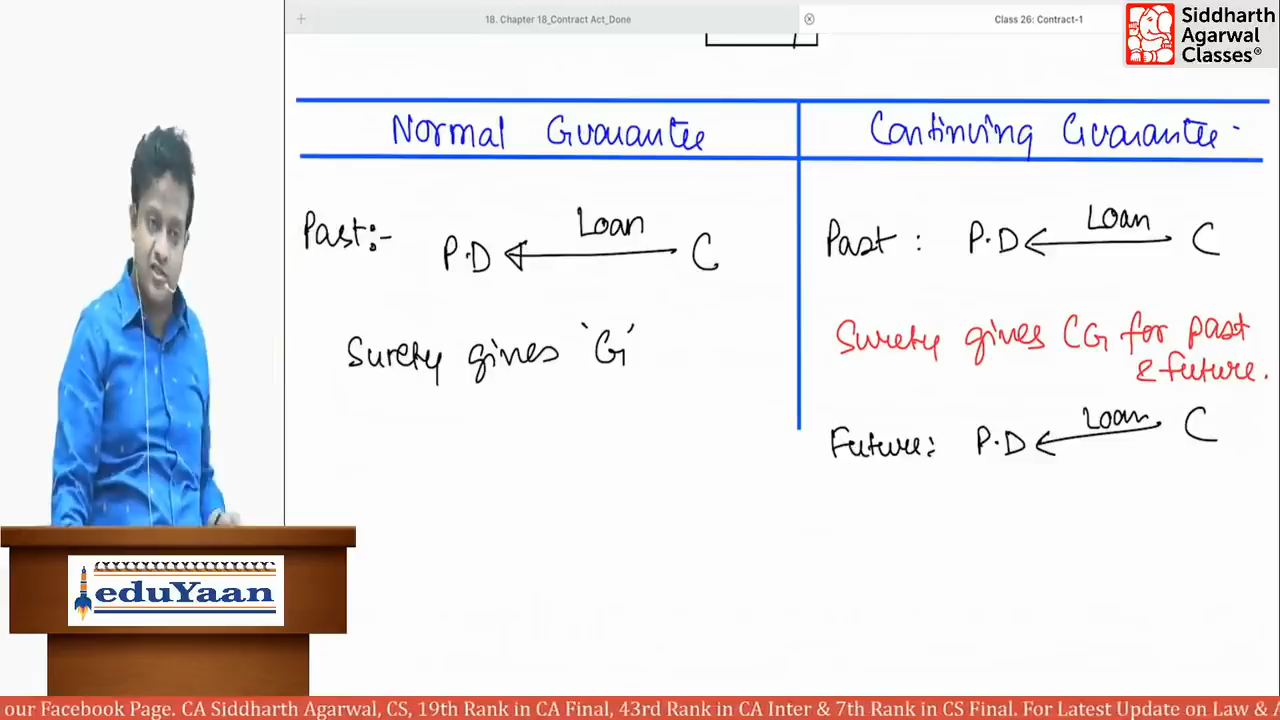 18. Chapter 18_Contract Act_Done
Class 26: Contract-1
Siddharth
Agarwal
Classes®
Normal Guarantee
Continuing Guarantee
Past:-
Loan
P.D
C
Surety gives 'G'
Past :
Loan
P.D
C
Surety gives CG for past
& future.
Future:
Loan
P.D
C
eduYaan
our Facebook Page. CA Siddharth Agarwal, CS, 19th Rank in CA Final, 43rd Rank in CA Inter & 7th Rank in CS Final. For Latest Update on Law &